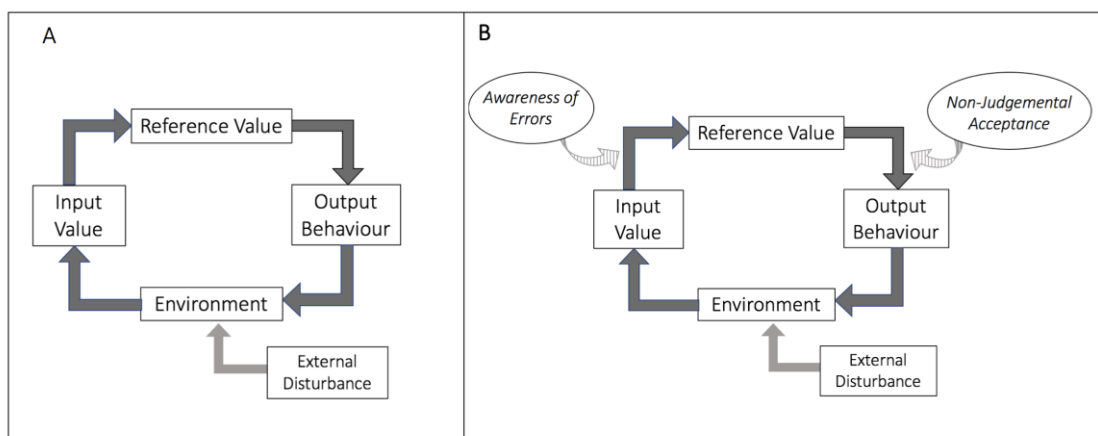 A
Reference Value
Input
Value
Output
Behaviour
Environment
External
Disturbance
B
Awareness of
Errors
Non-Judgemental
Acceptance
Reference Value
Input
Value
Output
Behaviour
Environment
External
Disturbance